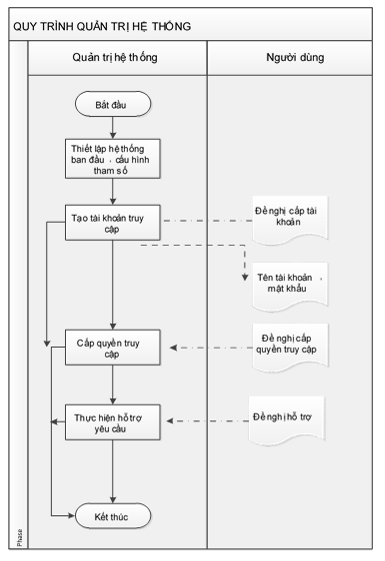 QUY TRÌNH QUẢN TRỊ HỆ THỐNG
Quản trị hệ thống
Người dùng
Bắt đầu
Thiết lập hệ thống
ban đầu , cấu hình
tham số
Tạo tài khoản truy
cập
Đề nghị cấp tài
khoản
Tên tài khoản ,
mật khẩu
Cấp quyền truy
cập
Đề nghị cấp
quyền truy cập
Thực hiện hỗ trợ
yêu cầu
Đề nghị hỗ trợ
Kết thúc
Phase